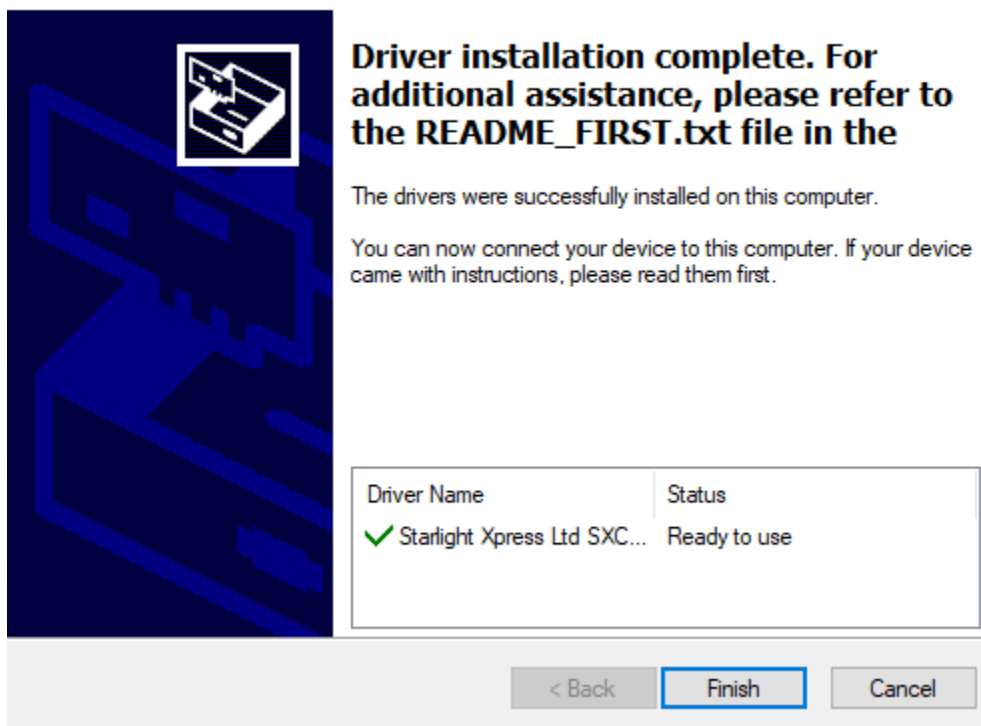 Driver installation complete. For
additional assistance, please refer to
the README_FIRST.txt file in the
The drivers were successfully installed on this computer.
You can now connect your device to this computer. If your device
came with instructions, please read them first.
Driver Name Status
Starlight Xpress Ltd SXC... Ready to use
< Back Finish Cancel